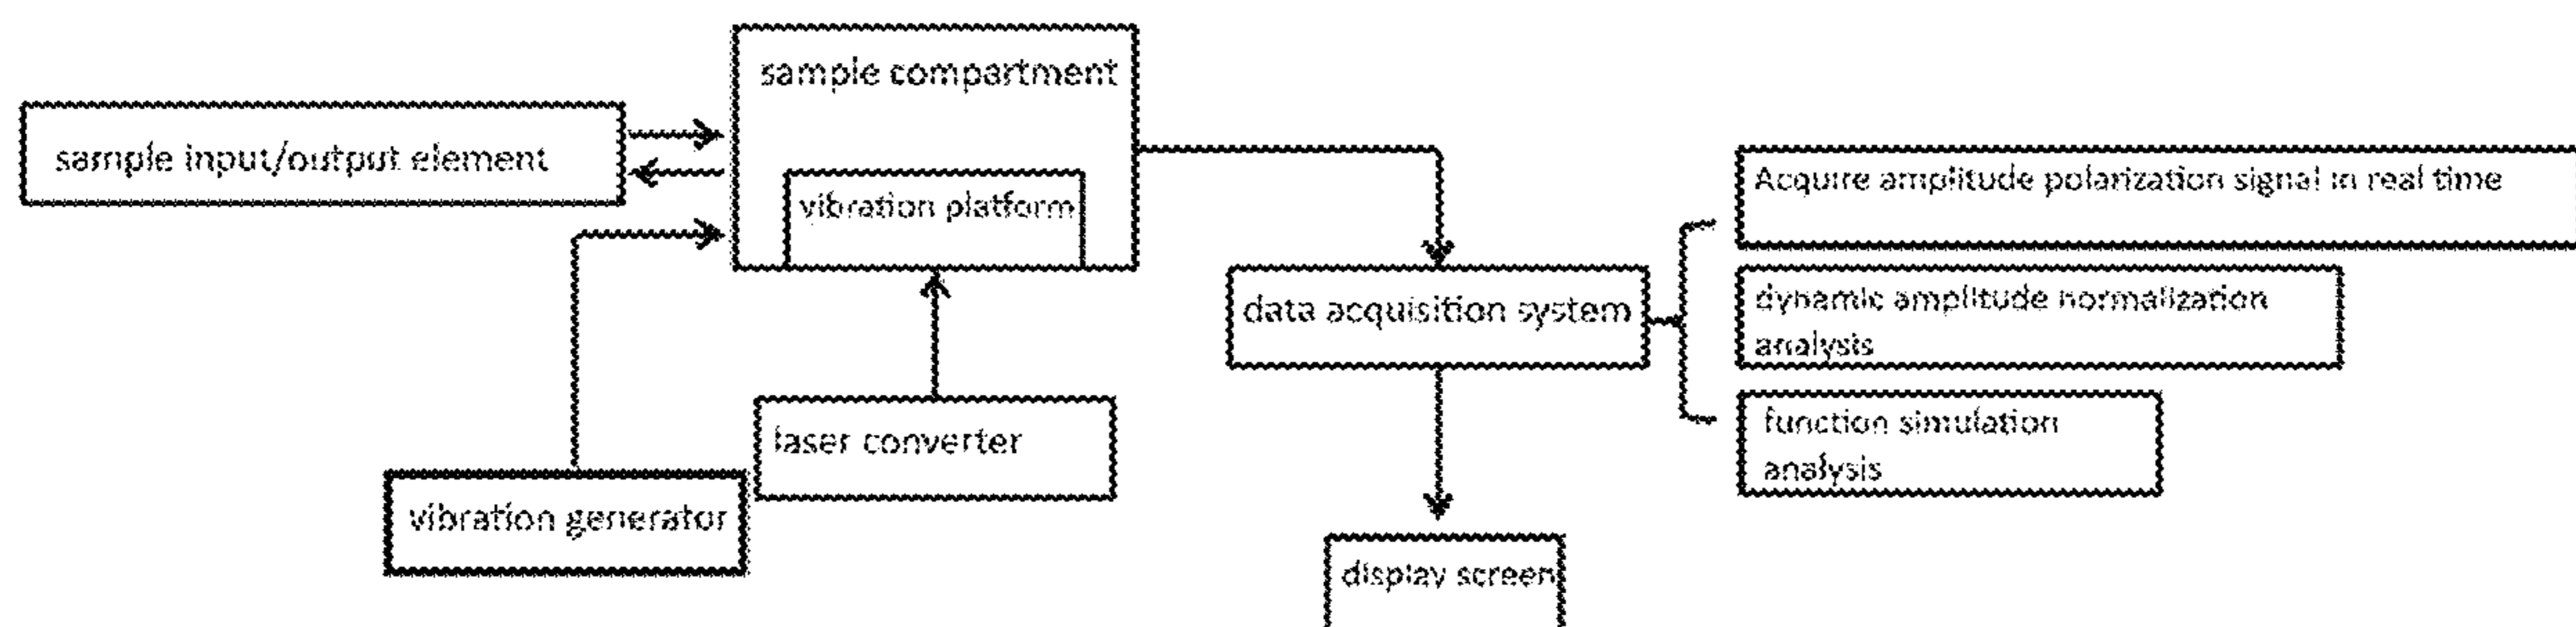 sample compartment
sample input/output element
vibration platform
Acquire amplitude polarization signal in real time
data acquisition system
dynamic amplitude normalization
analysis
laser converter
function simulation
analysis
vibration generator
display screen